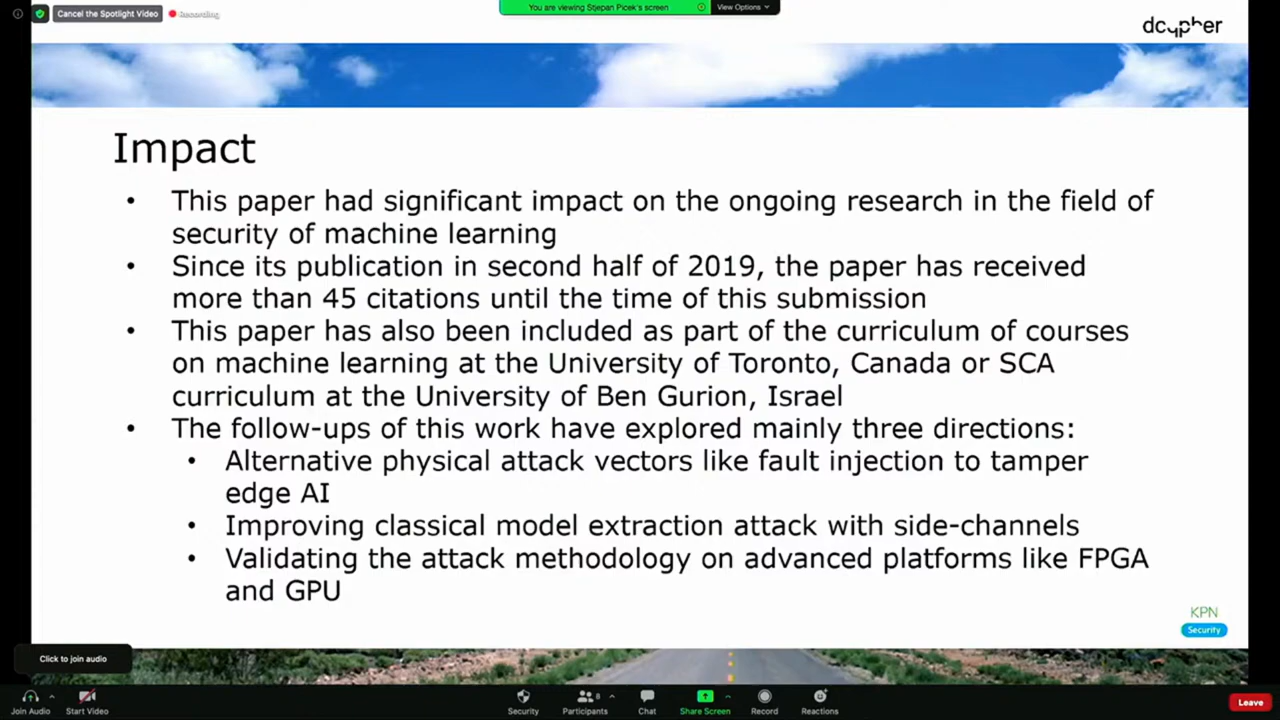 Cancel the Spotlight Video
Recording
You are viewing Stjepan Picek's screen
View Options
dcypher
Impact
• This paper had significant impact on the ongoing research in the field of
security of machine learning
• Since its publication in second half of 2019, the paper has received
more than 45 citations until the time of this submission
• This paper has also been included as part of the curriculum of courses
on machine learning at the University of Toronto, Canada or SCA
curriculum at the University of Ben Gurion, Israel
• The follow-ups of this work have explored mainly three directions:
• Alternative physical attack vectors like fault injection to tamper
edge AI
• Improving classical model extraction attack with side-channels
• Validating the attack methodology on advanced platforms like FPGA
and GPU
KPN
Security
Click to join audio
Join Audio
Start Video
Security
Participants
8
Chat
Share Screen
Record
Reactions
Leave